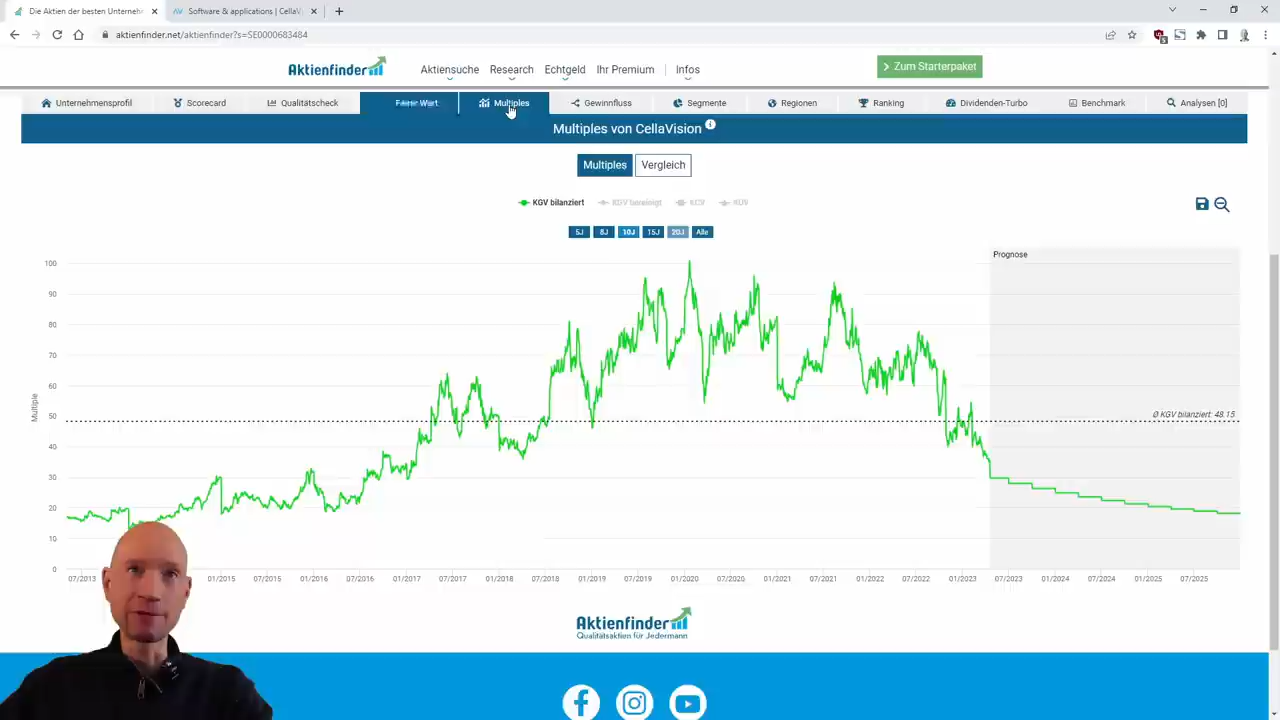 Die Aktien der besten Unterneh
Software & applications | CellaV
aktienfinder.net/aktienfinder?s=SE0000683484
Aktienfinder
Aktiensuche Research Echtgeld Ihr Premium Infos
Zum Starterpaket
Unternehmensprofil Scorecard Qualitätscheck Fairer Wert Multiples Gewinnfluss Segmente Regionen Ranking Dividenden-Turbo Benchmark Analysen [0]
Multiples von CellaVision
Multiples Vergleich
KGV bilanziert KGV bereinigt KCV KUV
5J 8J 10J 15J 20J Alle
Prognose
100
90
80
70
60
50
40
30
20
10
0
Multiple
Ø KGV bilanziert: 48.15
07/2013 01/2015 07/2015 01/2016 07/2016 01/2017 07/2017 01/2018 07/2018 01/2019 07/2019 01/2020 07/2020 01/2021 07/2021 01/2022 07/2022 01/2023 07/2023 01/2024 07/2024 01/2025 07/2025
Aktienfinder
Qualitätsaktien für Jedermann